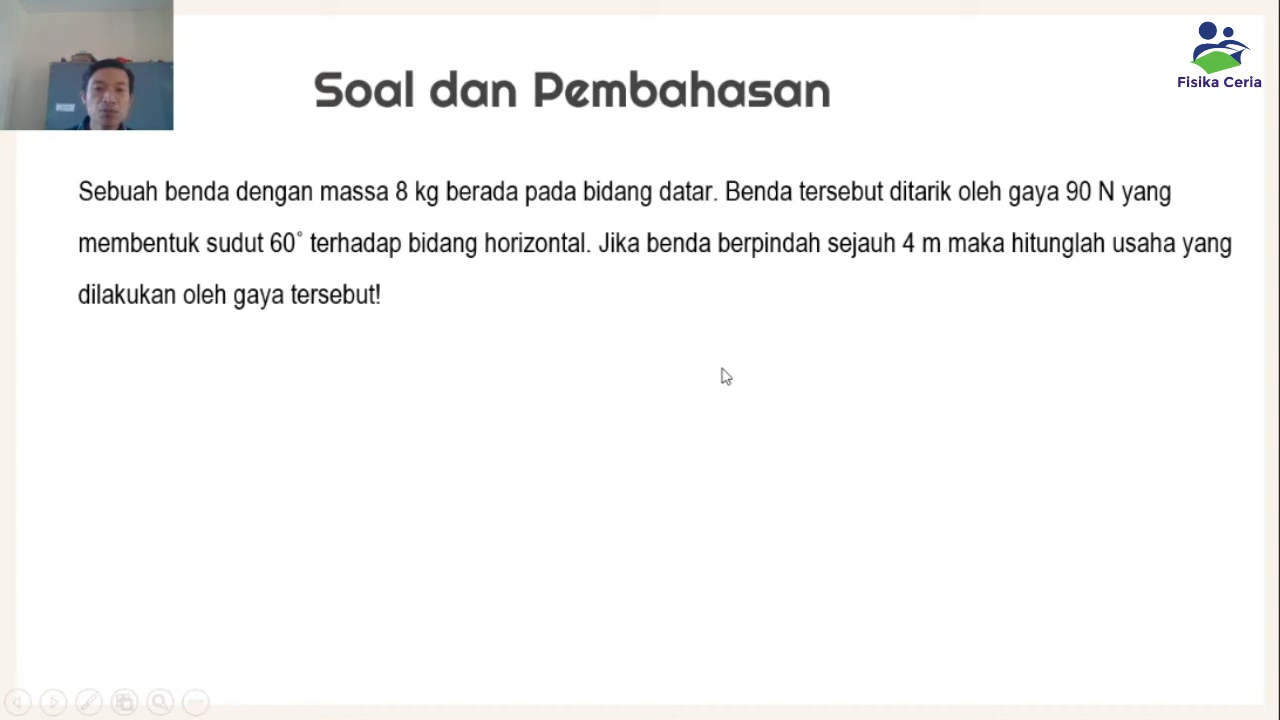 Soal dan Pembahasan
Fisika Ceria
Sebuah benda dengan massa 8 kg berada pada bidang datar. Benda tersebut ditarik oleh gaya 90 N yang
membentuk sudut 60˚ terhadap bidang horizontal. Jika benda berpindah sejauh 4 m maka hitunglah usaha yang
dilakukan oleh gaya tersebut!